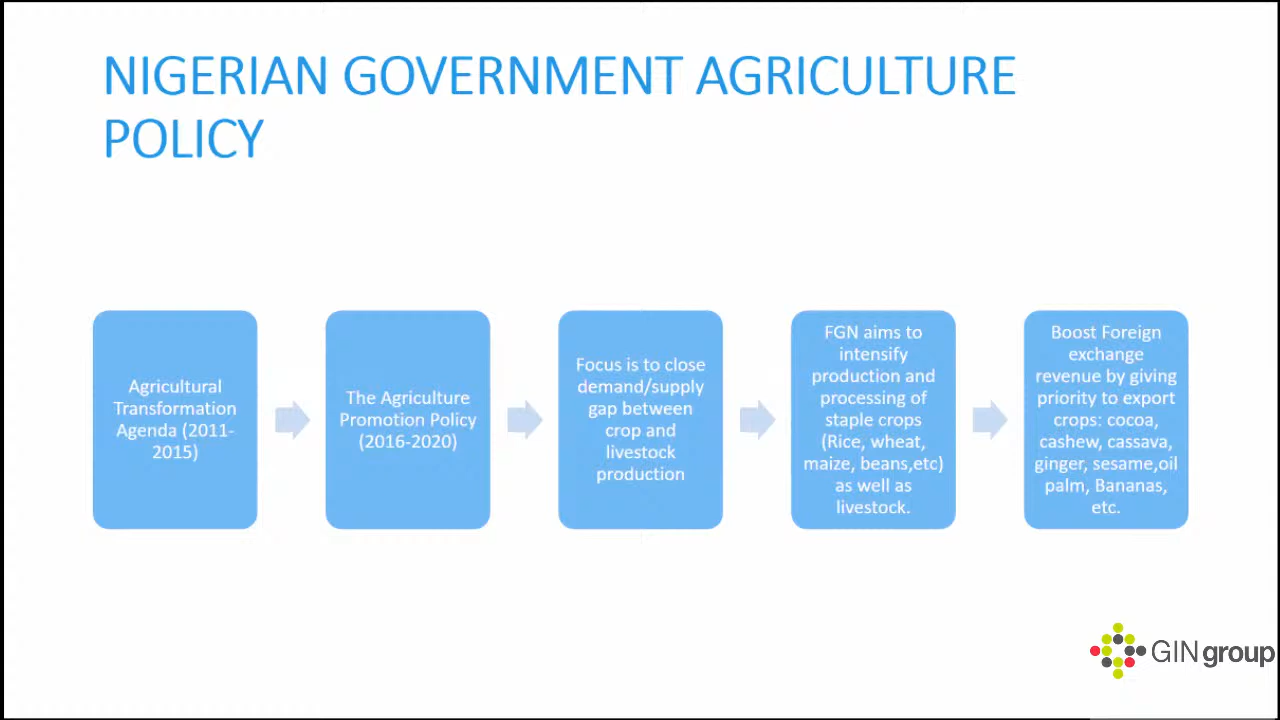 NIGERIAN GOVERNMENT AGRICULTURE
POLICY
Agricultural
Transformation
Agenda (2011-
2015)
The Agriculture
Promotion Policy
(2016-2020)
Focus is to close
demand/supply
gap between
crop and
livestock
production
FGN aims to
intensify
production and
processing of
staple crops
(Rice, wheat,
maize, beans,etc)
as well as
livestock.
Boost Foreign
exchange
revenue by giving
priority to export
crops: cocoa,
cashew, cassava,
ginger, sesame,oil
palm, Bananas,
etc.
GIN group